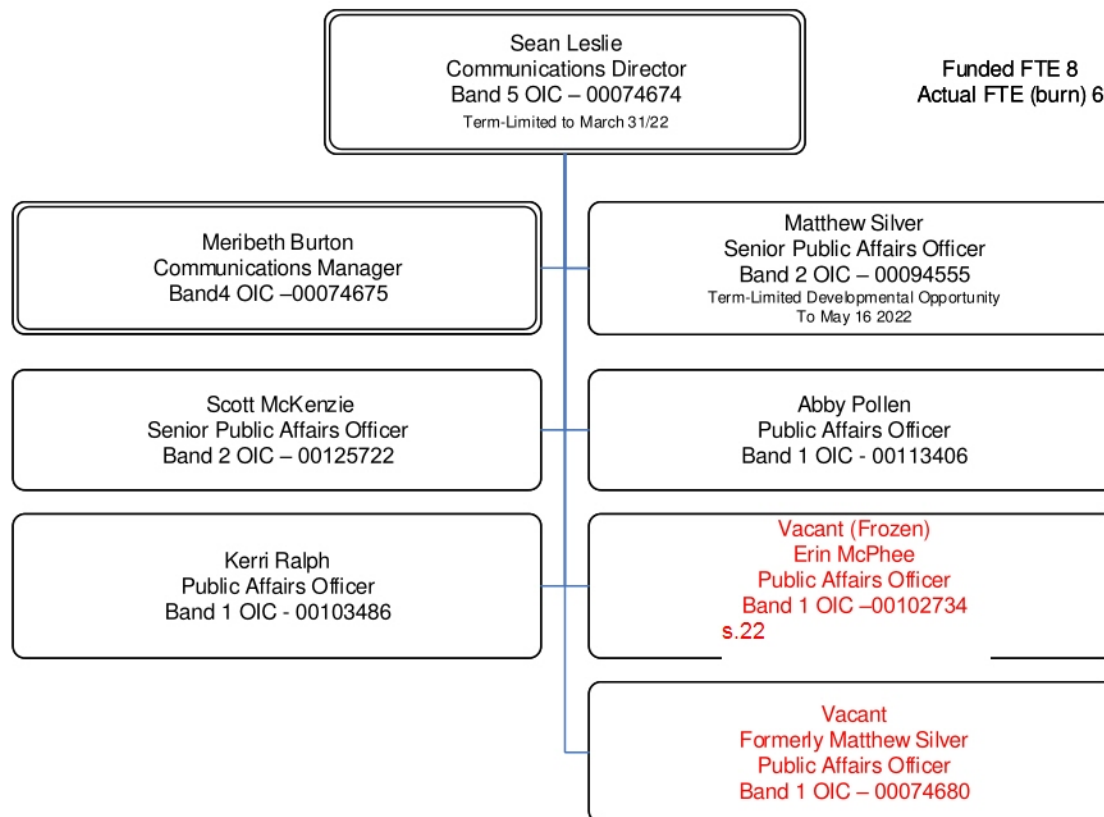 Sean Leslie
Communications Director
Band 5 OIC – 00074674
Term-Limited to March 31/22
Funded FTE 8
Actual FTE (burn) 6
Meribeth Burton
Communications Manager
Band4 OIC –00074675
Matthew Silver
Senior Public Affairs Officer
Band 2 OIC – 00094555
Term-Limited Developmental Opportunity
To May 16 2022
Scott McKenzie
Senior Public Affairs Officer
Band 2 OIC – 00125722
Abby Pollen
Public Affairs Officer
Band 1 OIC - 00113406
Kerri Ralph
Public Affairs Officer
Band 1 OIC - 00103486
Vacant (Frozen)
Erin McPhee
Public Affairs Officer
Band 1 OIC –00102734
s.22
Vacant
Formerly Matthew Silver
Public Affairs Officer
Band 1 OIC – 00074680